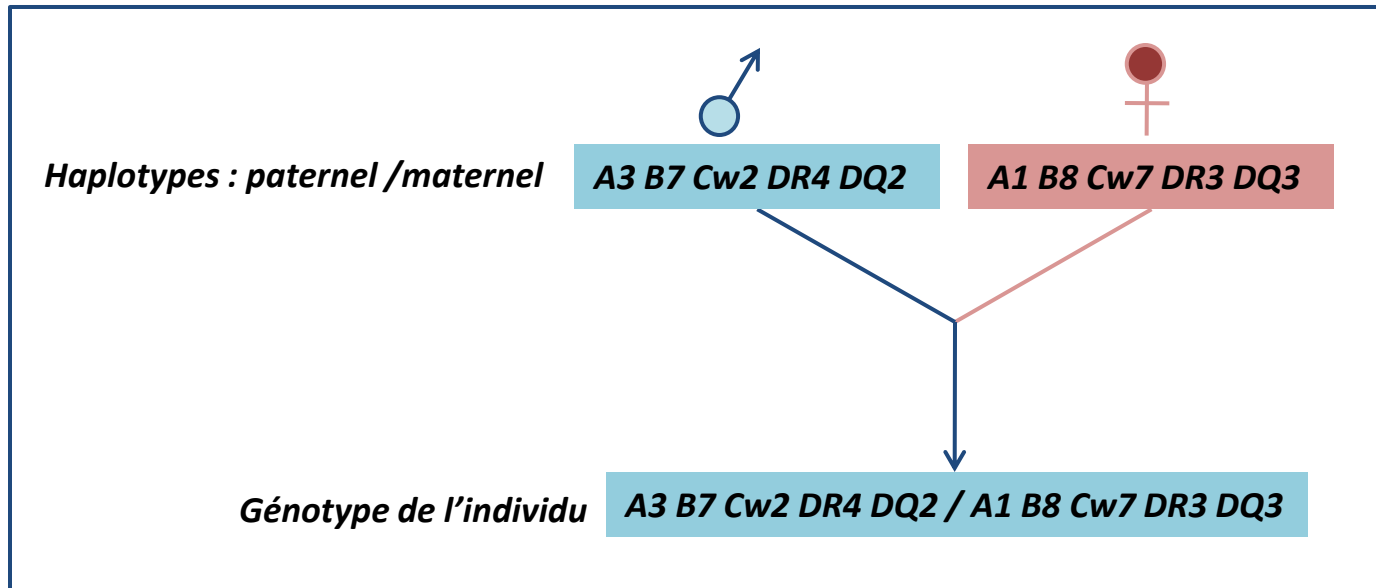 Haplotypes : paternel /maternel
A3 B7 Cw2 DR4 DQ2
A1 B8 Cw7 DR3 DQ3
Génotype de l'individu
A3 B7 Cw2 DR4 DQ2 / A1 B8 Cw7 DR3 DQ3